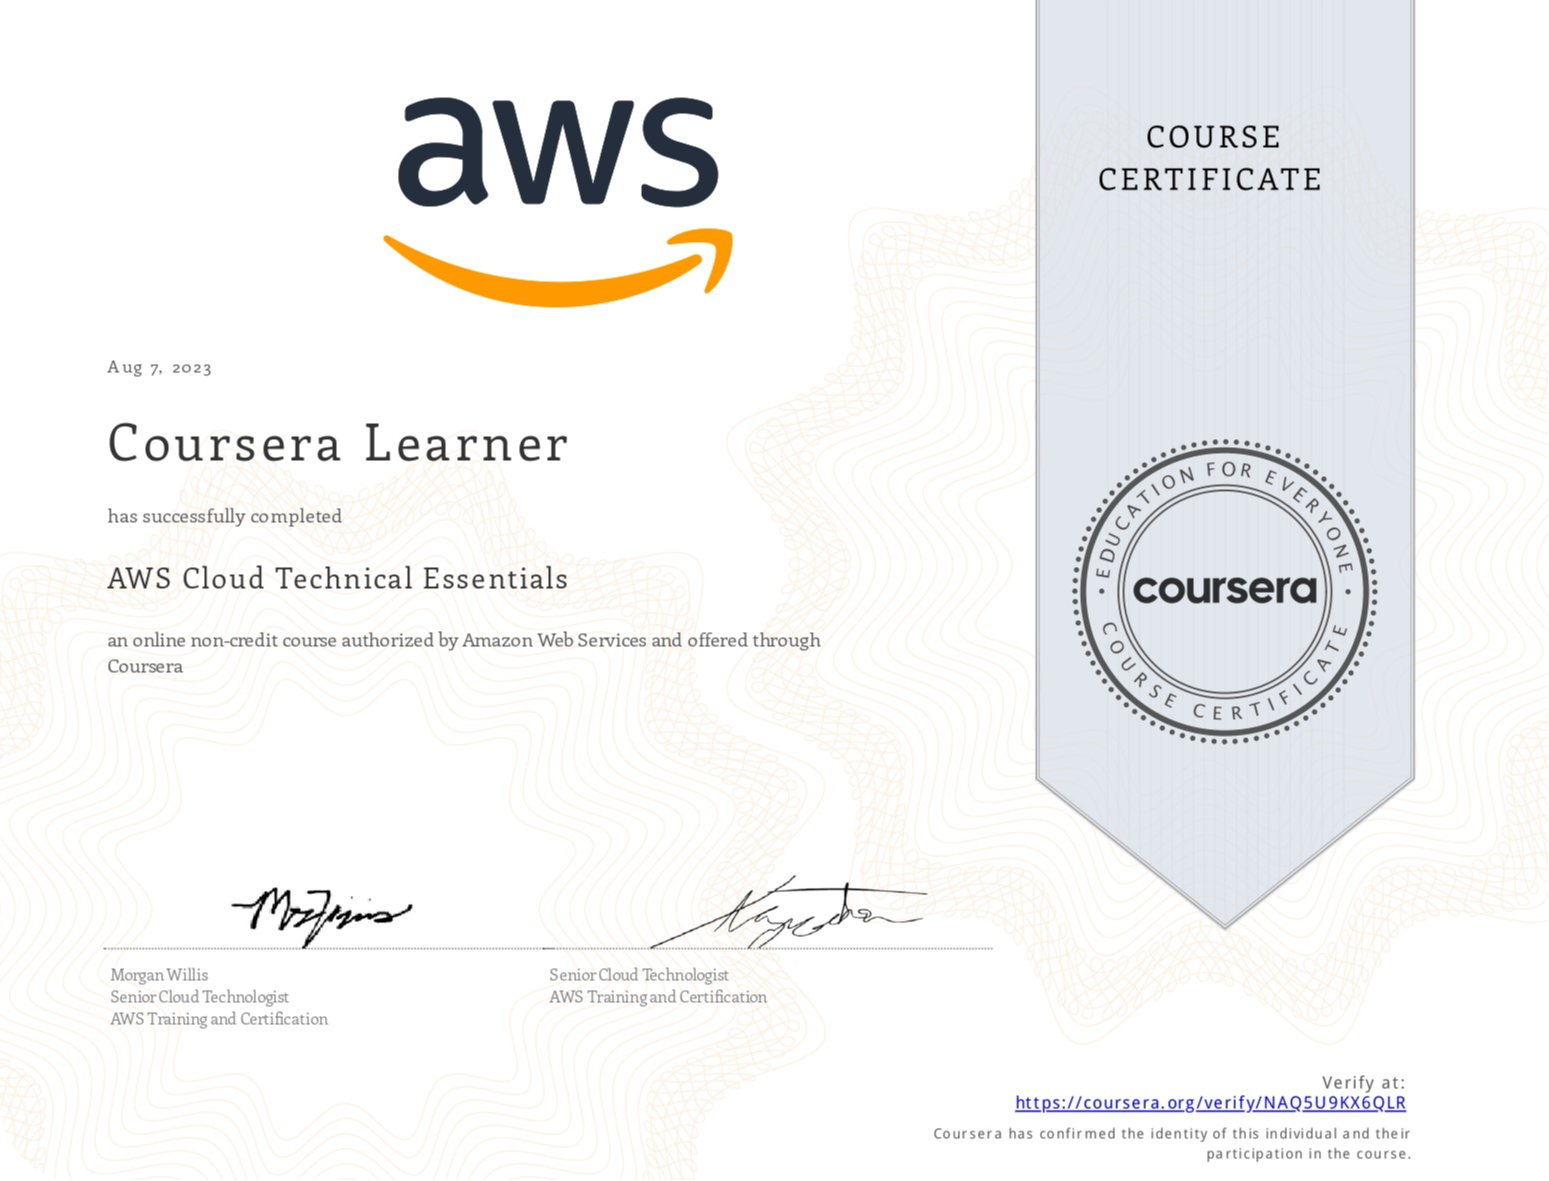 aws
COURSE
CERTIFICATE
Aug 7, 2023
Coursera Learner
has successfully completed
AWS Cloud Technical Essentials
an online non-credit course authorized by Amazon Web Services and offered through
Coursera
EDUCATION FOR EVERYONE
coursera
COURSE CERTIFICATE
Morgan Willis
Senior Cloud Technologist
AWS Training and Certification
Senior Cloud Technologist
AWS Training and Certification
Verify at:
https://coursera.org/verify/NAQ5U9KX6QLR
Coursera has confirmed the identity of this individual and their
participation in the course.